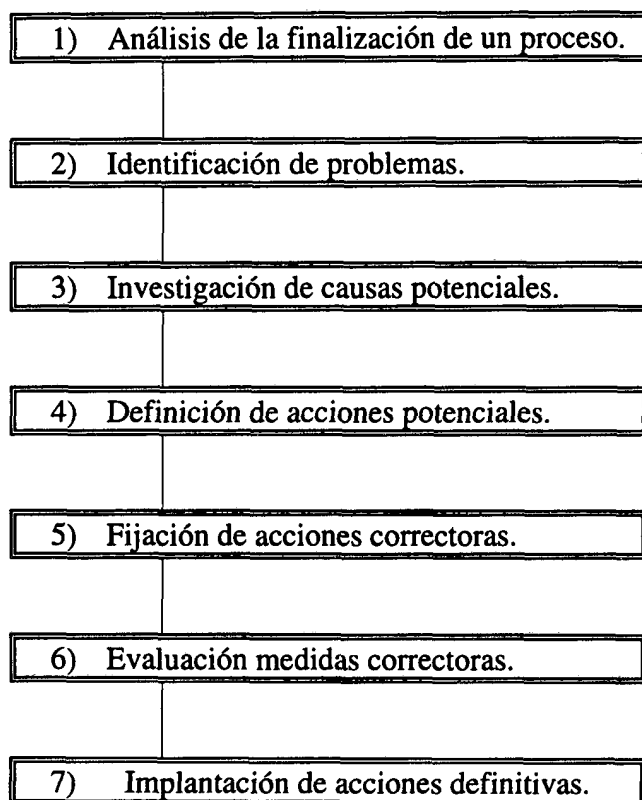 1) Análisis de la finalización de un proceso.
2) Identificación de problemas.
3) Investigación de causas potenciales.
4) Definición de acciones potenciales.
5) Fijación de acciones correctoras.
6) Evaluación medidas correctoras.
7) Implantación de acciones definitivas.